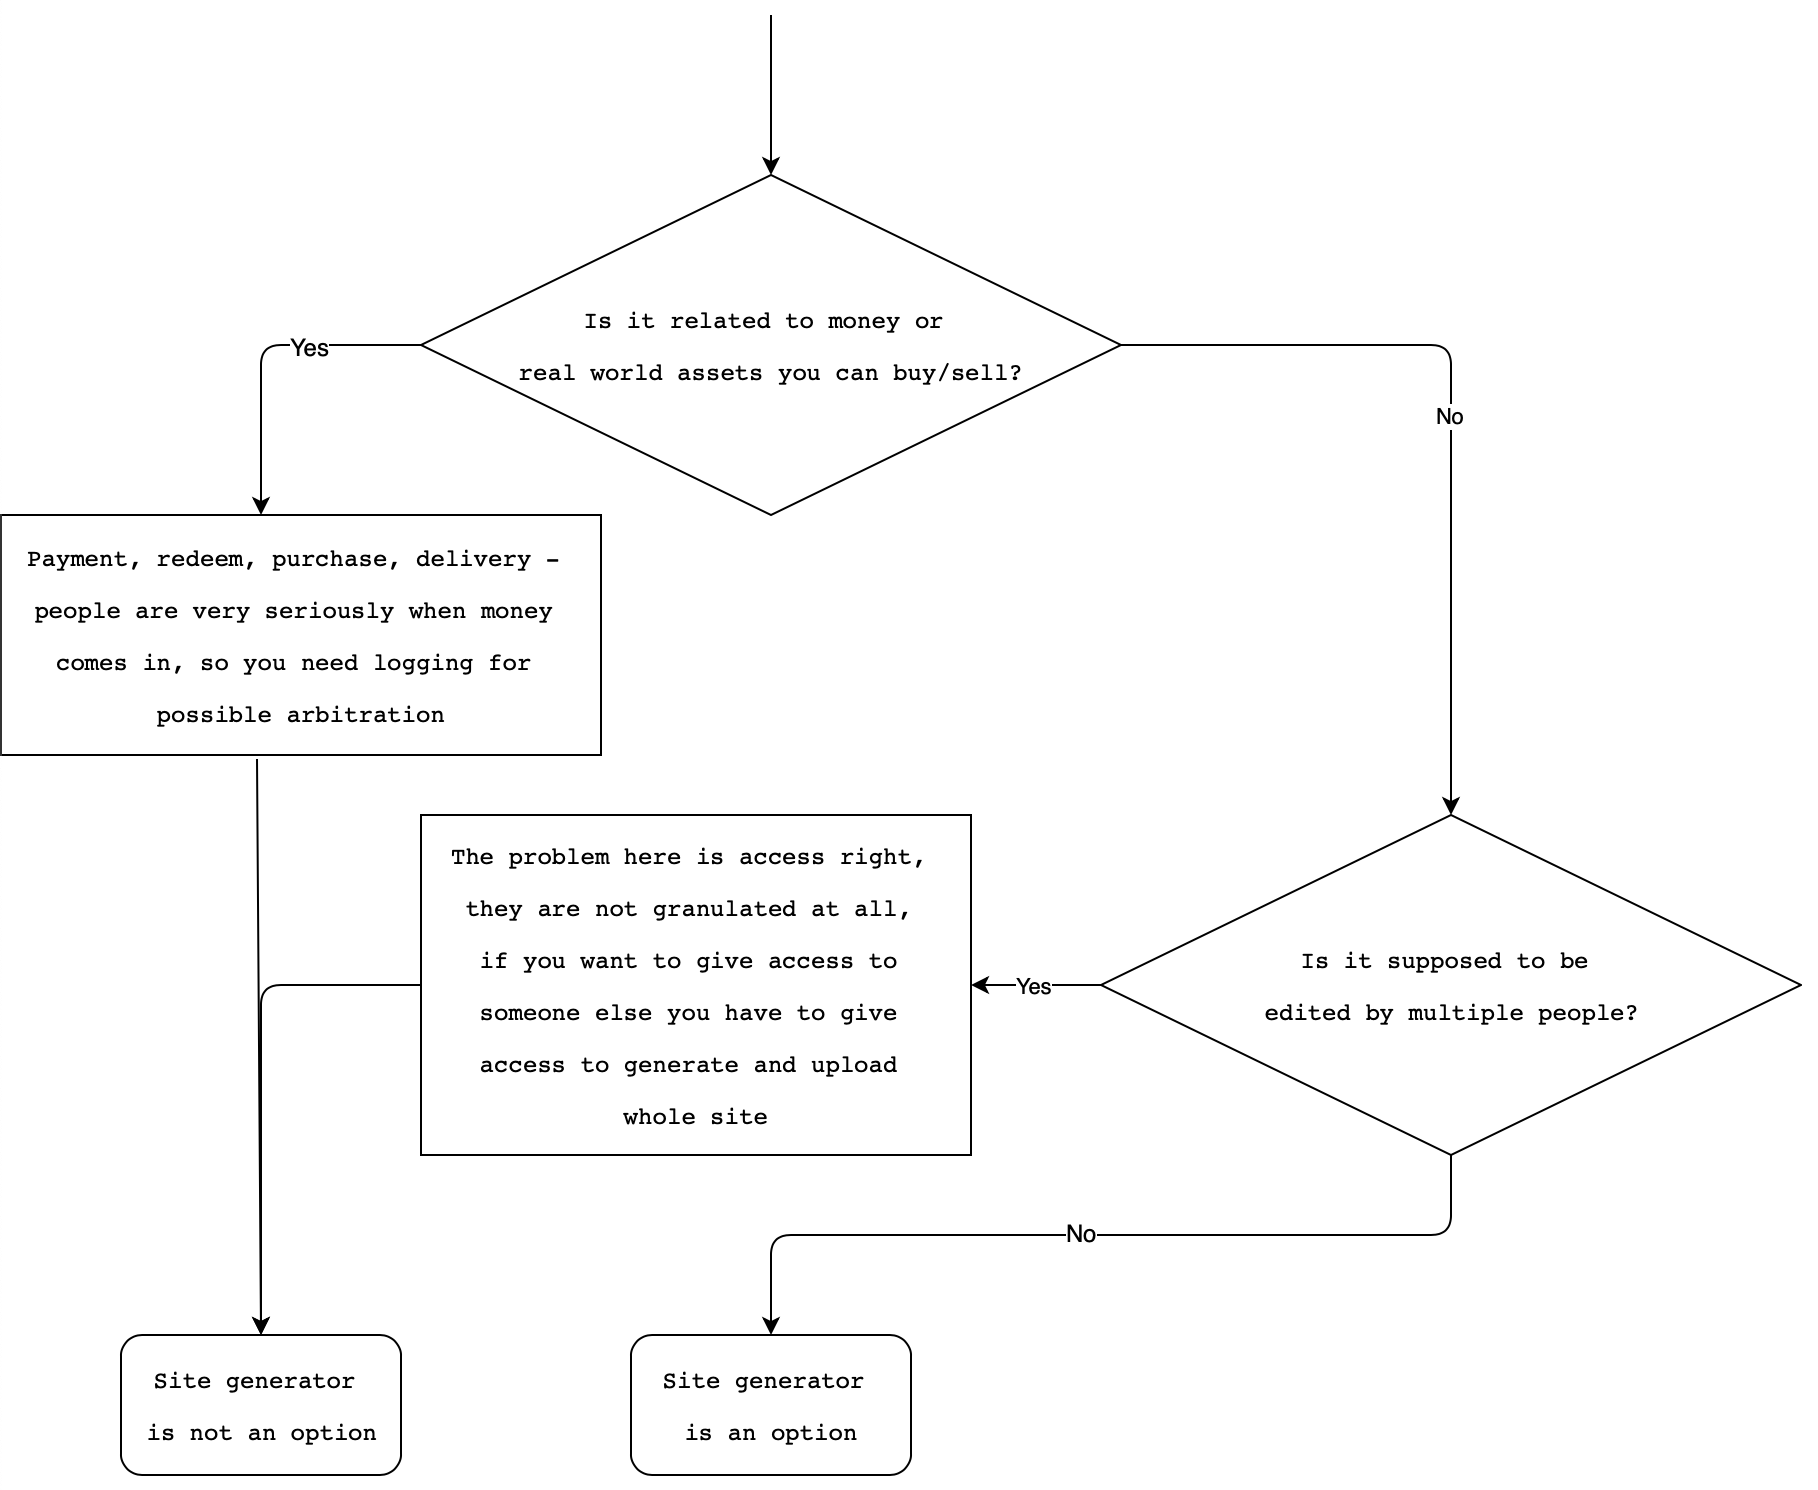 Is it related to money or
real world assets you can buy/sell?
Yes
No
Payment, redeem, purchase, delivery –
people are very seriously when money
comes in, so you need logging for
possible arbitration
The problem here is access right,
they are not granulated at all,
if you want to give access to
someone else you have to give
access to generate and upload
whole site
Yes
Is it supposed to be
edited by multiple people?
No
Site generator
is not an option
Site generator
is an option